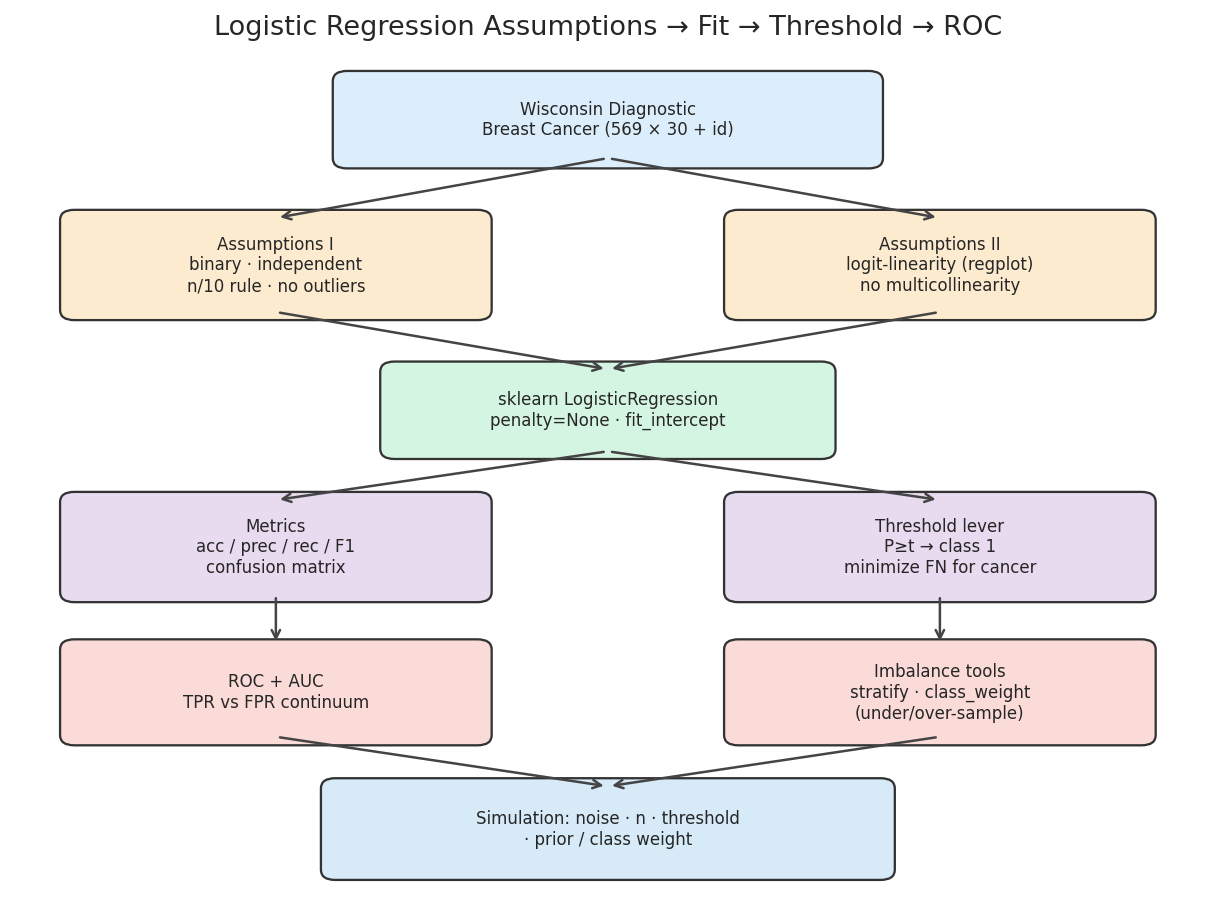 Logistic Regression Assumptions → Fit → Threshold → ROC
Wisconsin Diagnostic
Breast Cancer (569 × 30 + id)
Assumptions I
binary · independent
n/10 rule · no outliers
Assumptions II
logit-linearity (regplot)
no multicollinearity
sklearn LogisticRegression
penalty=None · fit_intercept
Metrics
acc / prec / rec / F1
confusion matrix
Threshold lever
P≥t → class 1
minimize FN for cancer
ROC + AUC
TPR vs FPR continuum
Imbalance tools
stratify · class_weight
(under/over-sample)
Simulation: noise · n · threshold
· prior / class weight